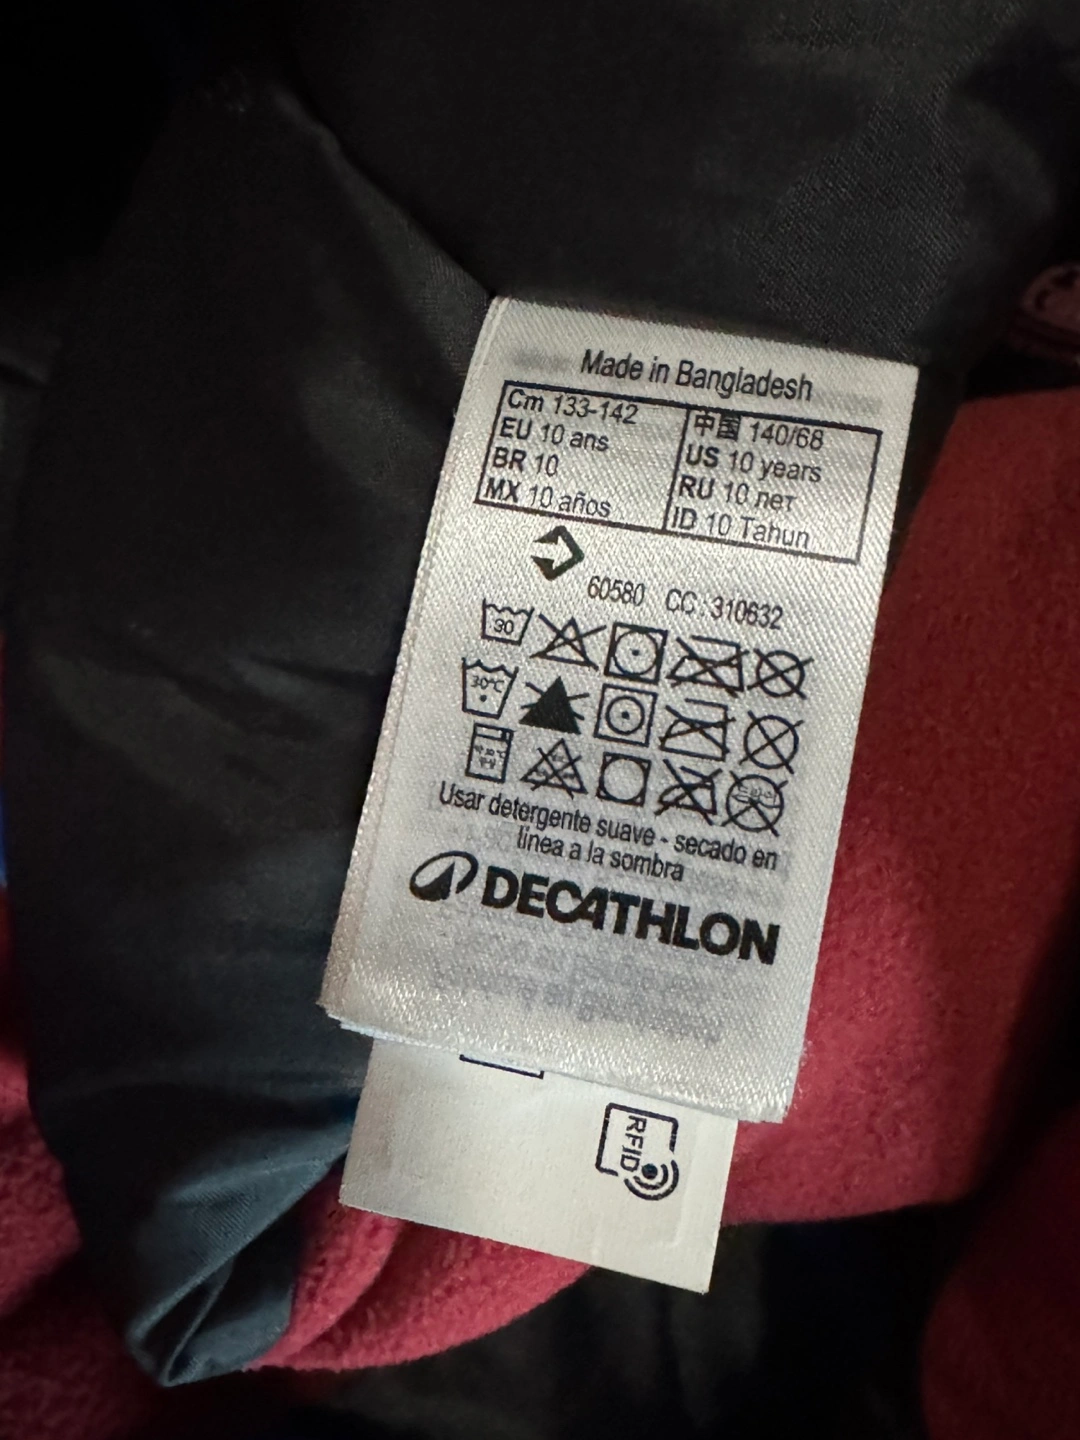 Made in Bangladesh
Cm 133-142
EU 10 ans
BR 10
MX 10 años
中国 140/68
US 10 years
RU 10 лет
ID 10 Tahun
60580 CC : 310632
30
30°C
Usar detergente suave - secado en
línea a la sombra
DECATHLON
RFID